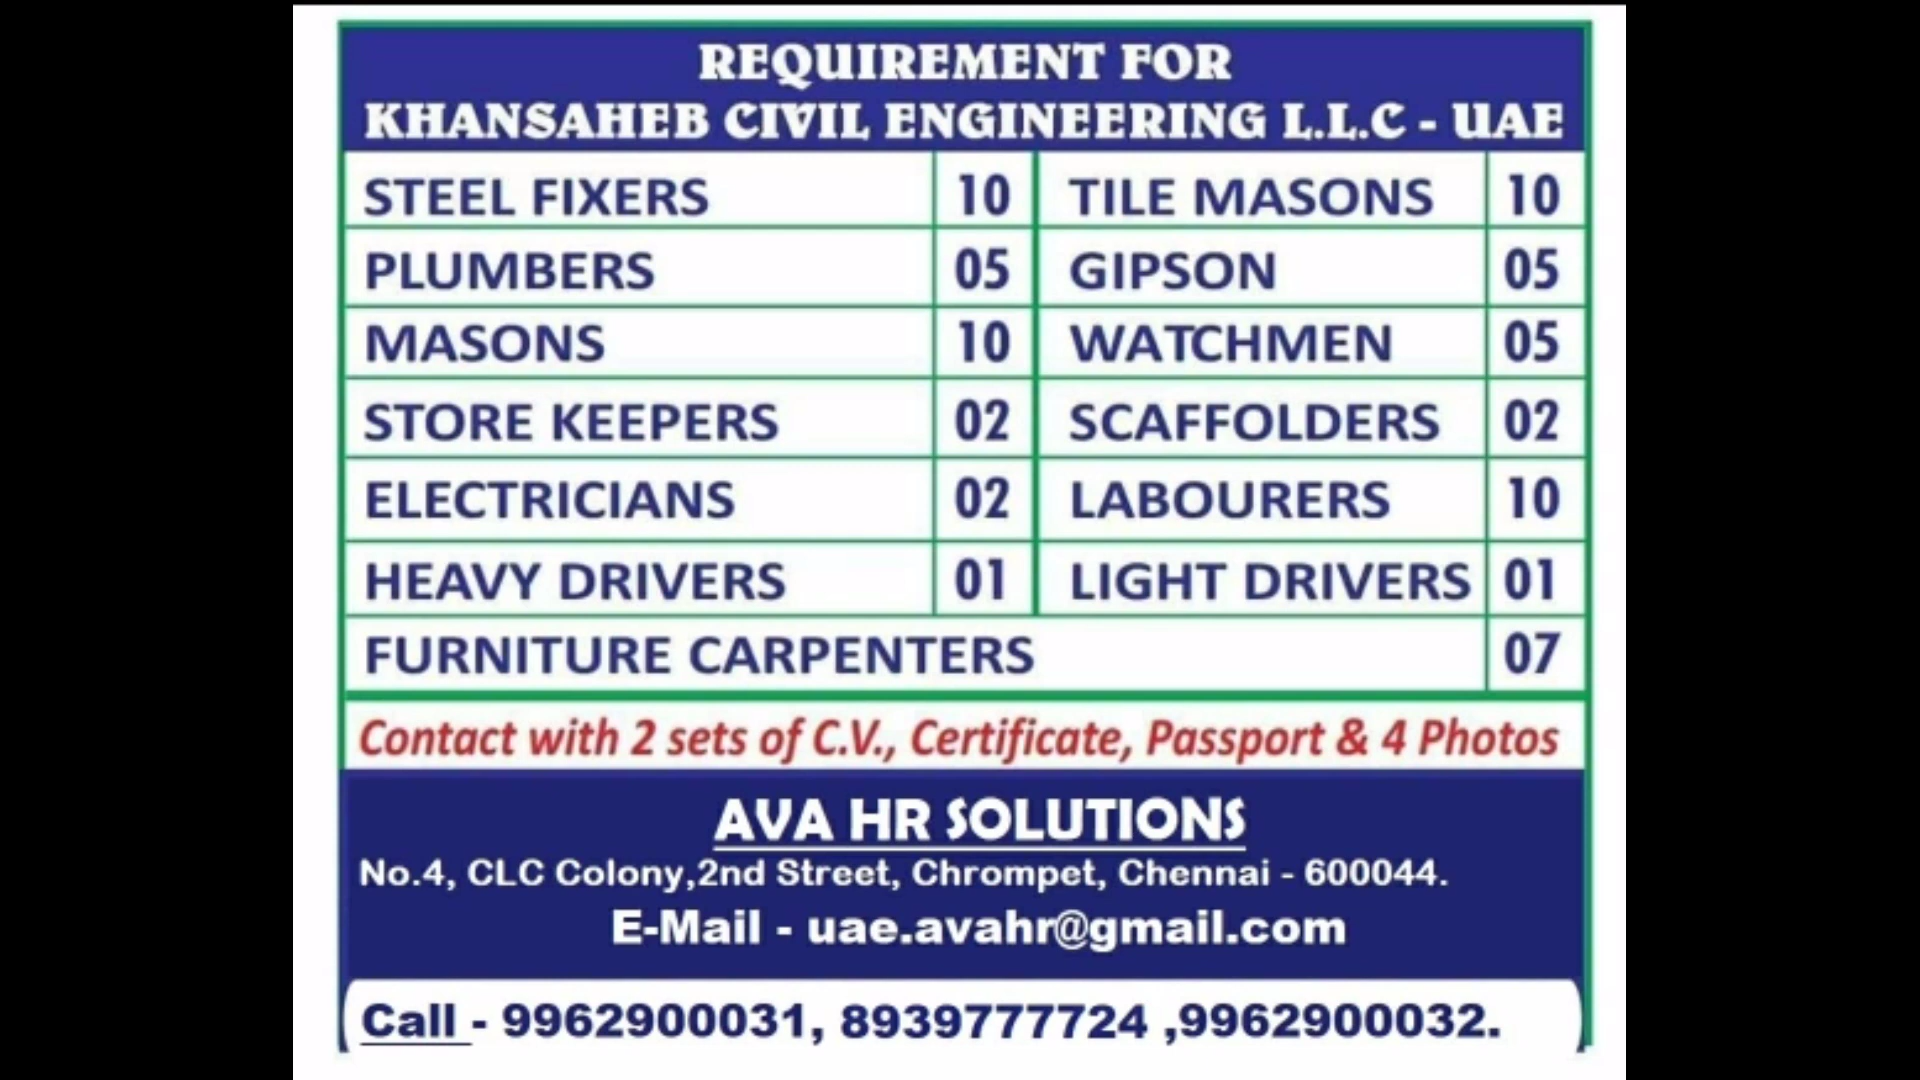 REQUIREMENT FOR
KHANSAHEB CIVIL ENGINEERING L.L.C - UAE
STEEL FIXERS 10 TILE MASONS 10
PLUMBERS 05 GIPSON 05
MASONS 10 WATCHMEN 05
STORE KEEPERS 02 SCAFFOLDERS 02
ELECTRICIANS 02 LABOURERS 10
HEAVY DRIVERS 01 LIGHT DRIVERS 01
FURNITURE CARPENTERS 07
Contact with 2 sets of C.V., Certificate, Passport & 4 Photos
AVA HR SOLUTIONS
No.4, CLC Colony,2nd Street, Chrompet, Chennai - 600044.
E-Mail - uae.avahr@gmail.com
Call - 9962900031, 8939777724 ,9962900032.